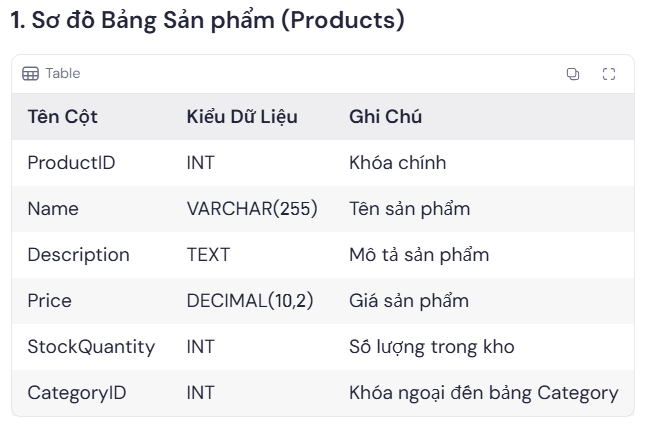 1. Sơ đồ Bảng Sản phẩm (Products)
Table
Tên Cột Kiểu Dữ Liệu Ghi Chú
ProductID INT Khóa chính
Name VARCHAR(255) Tên sản phẩm
Description TEXT Mô tả sản phẩm
Price DECIMAL(10,2) Giá sản phẩm
StockQuantity INT Số lượng trong kho
CategoryID INT Khóa ngoại đến bảng Category